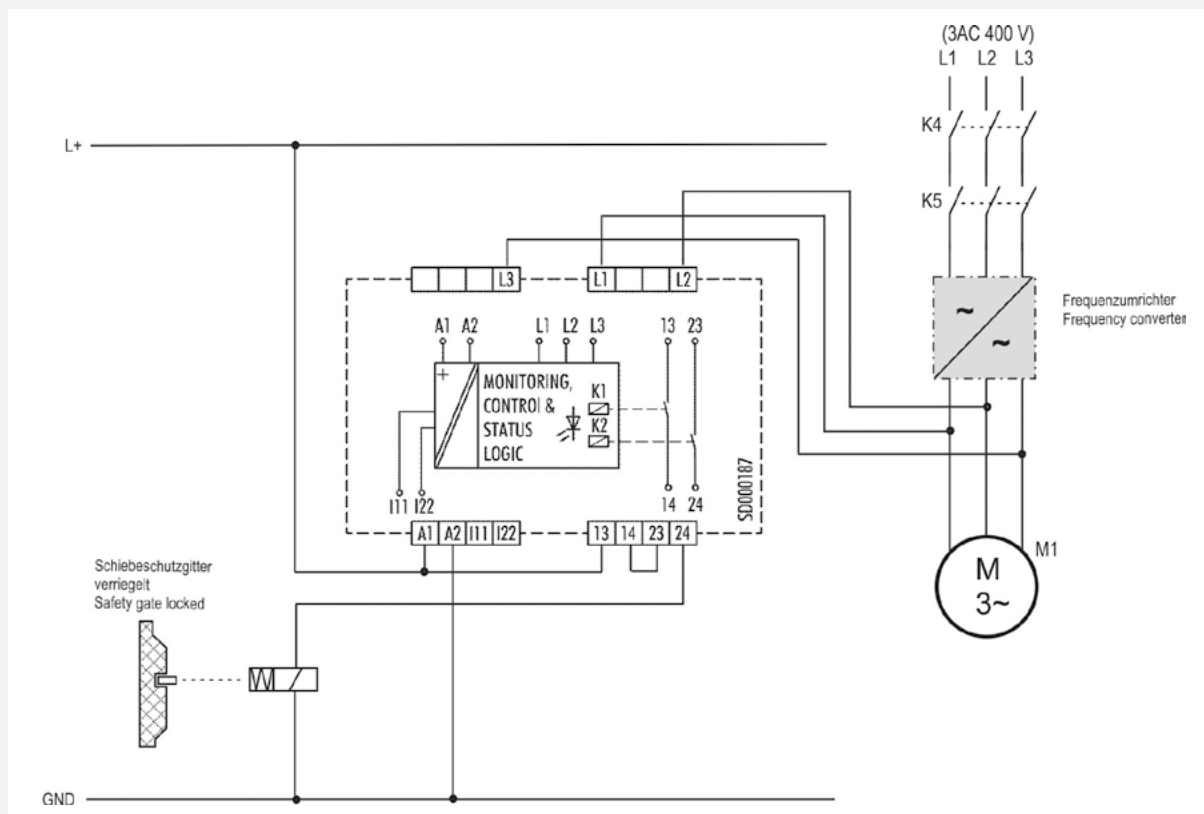 (3AC 400 V)
L1 L2 L3
K4
L+
K5
L3 L1 L2
Frequenzumrichter
Frequency converter
A1 A2 L1 L2 L3 13 23
+
MONITORING,
CONTROL &
STATUS
LOGIC
K1
K2
~
~
I11 I22 14 24
SD000187
A1 A2 I11 I22 13 14 23 24
Schiebeschutzgitter
verriegelt
Safety gate locked
M1
M
3~
GND